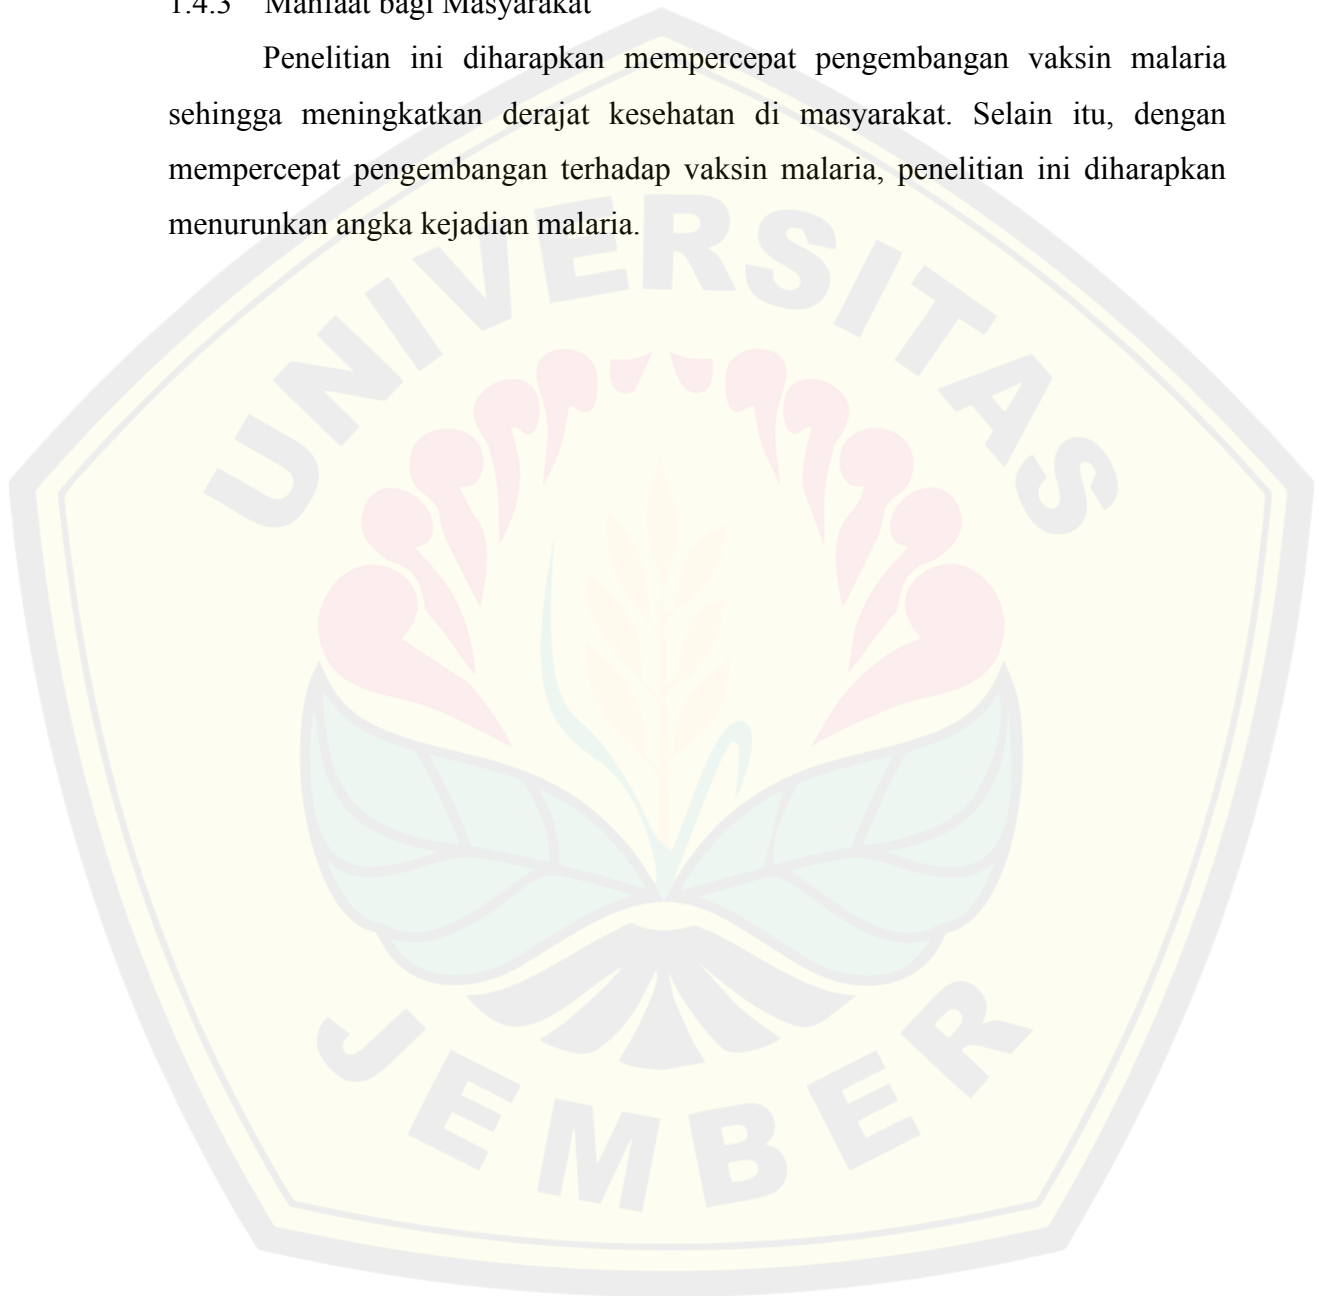 1.4.3 Manfaat bagi Masyarakat
Penelitian ini diharapkan mempercepat pengembangan vaksin malaria
sehingga meningkatkan derajat kesehatan di masyarakat. Selain itu, dengan
mempercepat pengembangan terhadap vaksin malaria, penelitian ini diharapkan
menurunkan angka kejadian malaria.
UNIVERSITAS
JEMBER